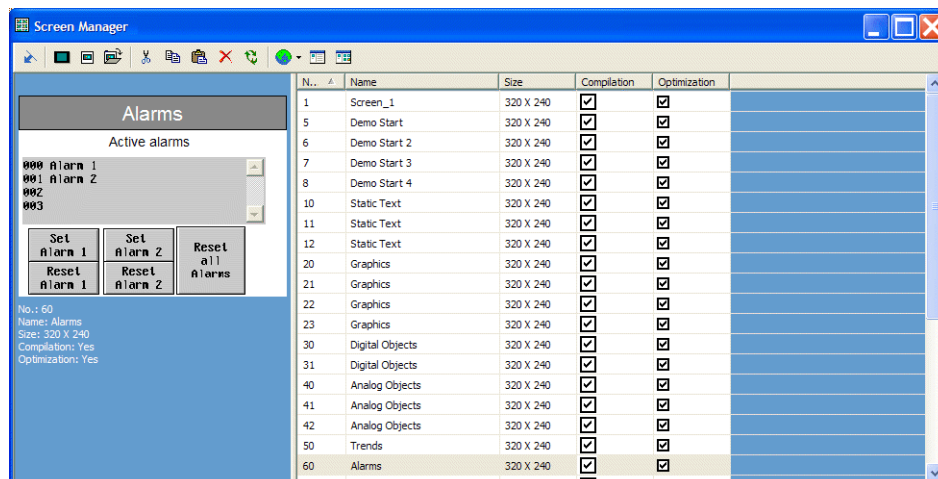 Screen Manager
Alarms
Active alarms
000 Alarm 1
001 Alarm 2
002
003
Set Alarm 1
Set Alarm 2
Reset all Alarms
Reset Alarm 1
Reset Alarm 2
No.: 60
Name: Alarms
Size: 320 X 240
Compilation: Yes
Optimization: Yes
N.. Name Size Compilation Optimization
1 Screen_1 320 X 240
5 Demo Start 320 X 240
6 Demo Start 2 320 X 240
7 Demo Start 3 320 X 240
8 Demo Start 4 320 X 240
10 Static Text 320 X 240
11 Static Text 320 X 240
12 Static Text 320 X 240
20 Graphics 320 X 240
21 Graphics 320 X 240
22 Graphics 320 X 240
23 Graphics 320 X 240
30 Digital Objects 320 X 240
31 Digital Objects 320 X 240
40 Analog Objects 320 X 240
41 Analog Objects 320 X 240
42 Analog Objects 320 X 240
50 Trends 320 X 240
60 Alarms 320 X 240